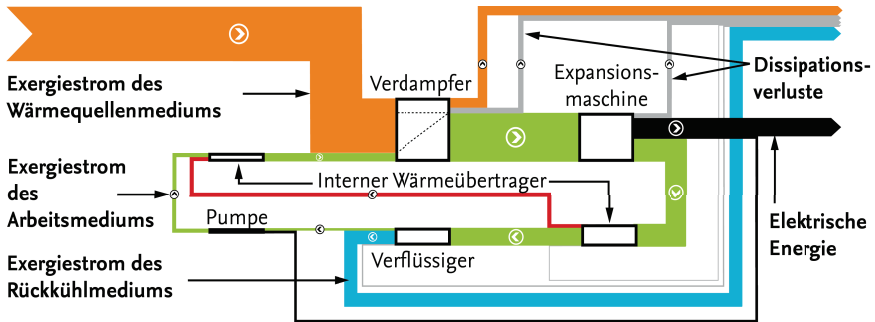 Exergiestrom des
Wärmequellenmediums
Verdampfer
Expansions-
maschine
Dissipations-
verluste
Exergiestrom
des
Arbeitsmediums
Interner Wärmeübertrager
Pumpe
Elektrische
Energie
Verflüssiger
Exergiestrom des
Rückkühlmediums